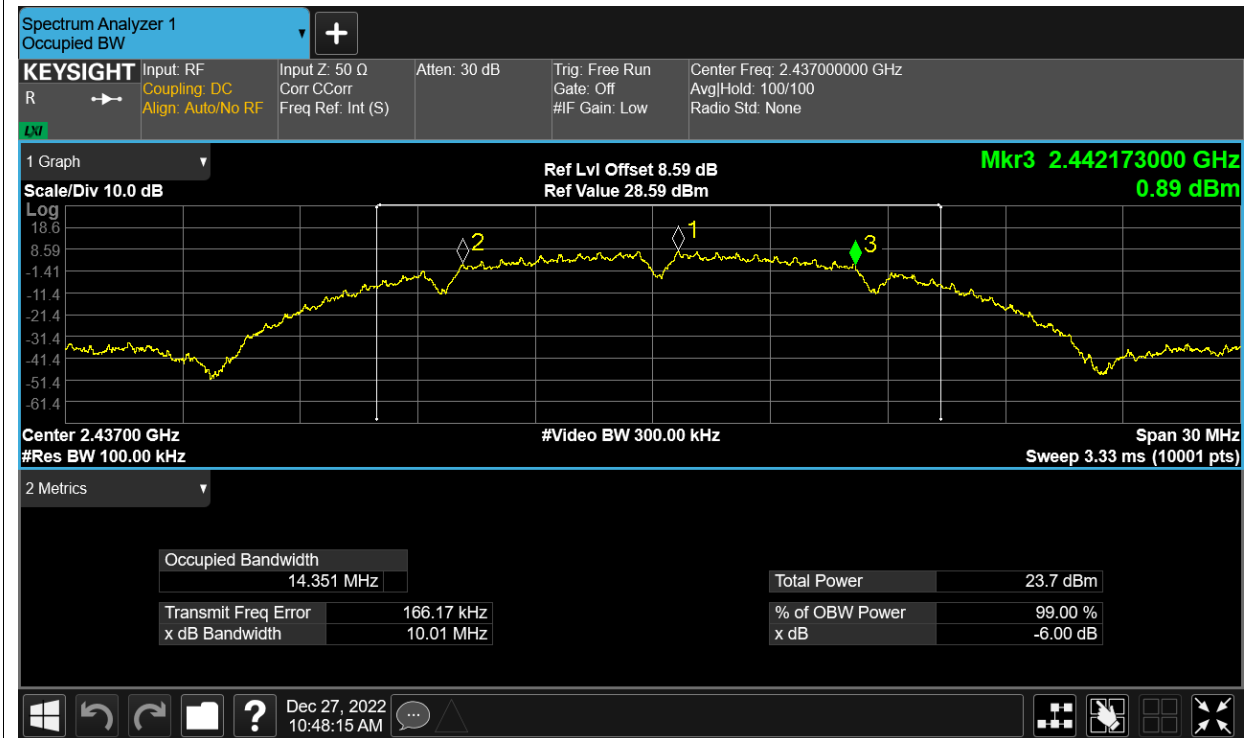 Spectrum Analyzer 1
Occupied BW
KEYSIGHT
R
LXI
Input: RF
Coupling: DC
Align: Auto/No RF
Input Z: 50 Ω
Corr CCorr
Freq Ref: Int (S)
Atten: 30 dB
Trig: Free Run
Gate: Off
#IF Gain: Low
Center Freq: 2.437000000 GHz
Avg|Hold: 100/100
Radio Std: None
1 Graph
Scale/Div 10.0 dB
Ref Lvl Offset 8.59 dB
Ref Value 28.59 dBm
Mkr3 2.442173000 GHz
0.89 dBm
Log
18.6
8.59
-1.41
-11.4
-21.4
-31.4
-41.4
-51.4
-61.4
2
1
3
Center 2.43700 GHz
#Res BW 100.00 kHz
#Video BW 300.00 kHz
Span 30 MHz
Sweep 3.33 ms (10001 pts)
2 Metrics
Occupied Bandwidth
14.351 MHz
Transmit Freq Error 166.17 kHz
x dB Bandwidth 10.01 MHz
Total Power 23.7 dBm
% of OBW Power 99.00 %
x dB -6.00 dB
?
Dec 27, 2022
10:48:15 AM